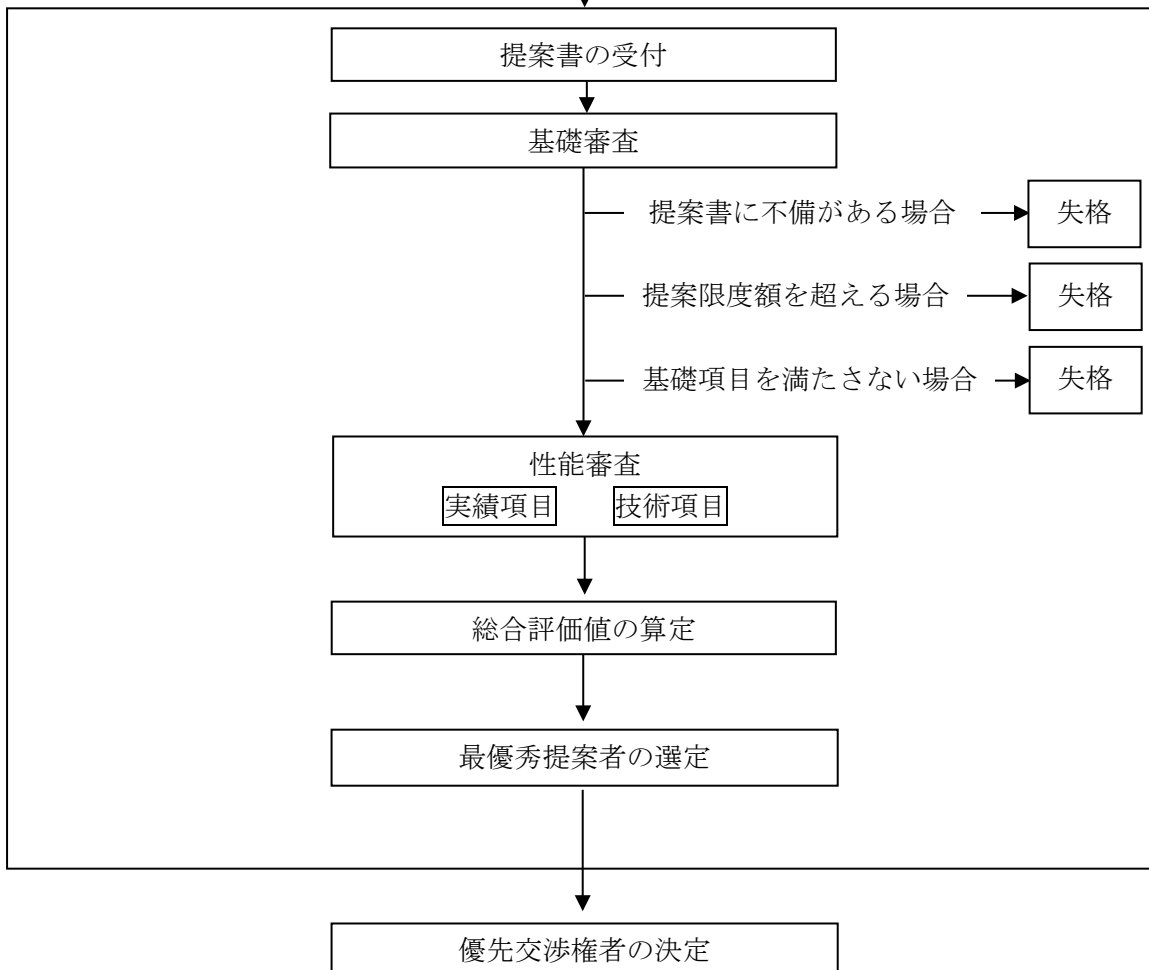 提案書の受付
基礎審査
提案書に不備がある場合
失格
提案限度額を超える場合
失格
基礎項目を満たさない場合
失格
性能審査
実績項目 技術項目
総合評価値の算定
最優秀提案者の選定
優先交渉権者の決定